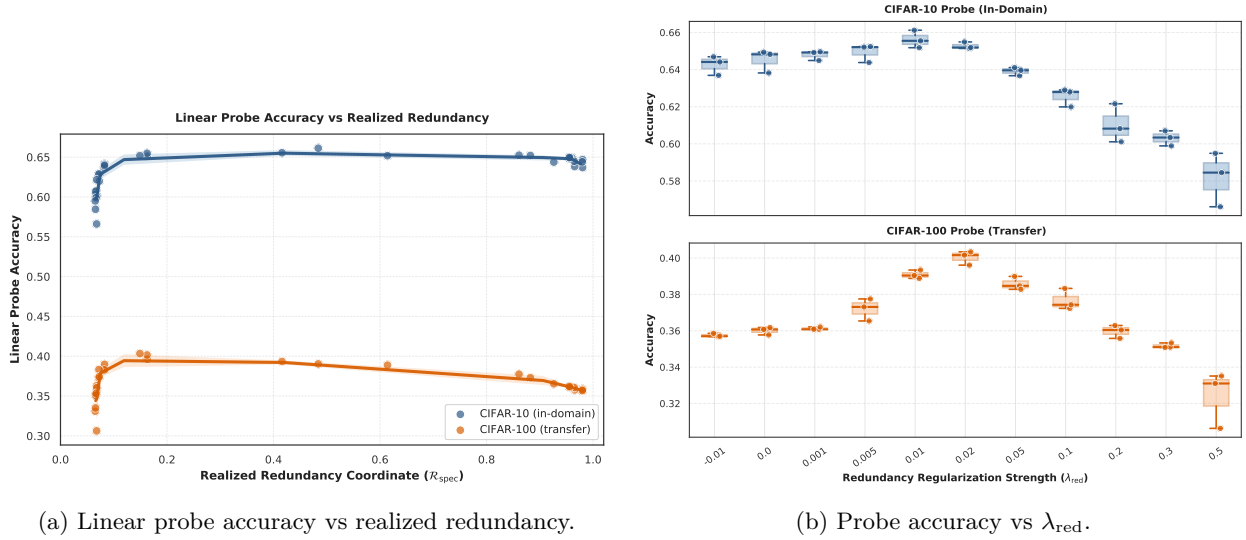 Linear Probe Accuracy vs Realized Redundancy
Linear Probe Accuracy
0.65
0.60
0.55
0.50
0.45
0.40
0.35
0.30
CIFAR-10 (in-domain)
CIFAR-100 (transfer)
0.0 0.2 0.4 0.6 0.8 1.0
Realized Redundancy Coordinate (ℛspec)
(a) Linear probe accuracy vs realized redundancy.
CIFAR-10 Probe (In-Domain)
Accuracy
0.66
0.64
0.62
0.60
0.58
CIFAR-100 Probe (Transfer)
Accuracy
0.40
0.38
0.36
0.34
0.32
-0.01 0.0 0.001 0.005 0.01 0.02 0.05 0.1 0.2 0.3 0.5
Redundancy Regularization Strength (λred)
(b) Probe accuracy vs λred.